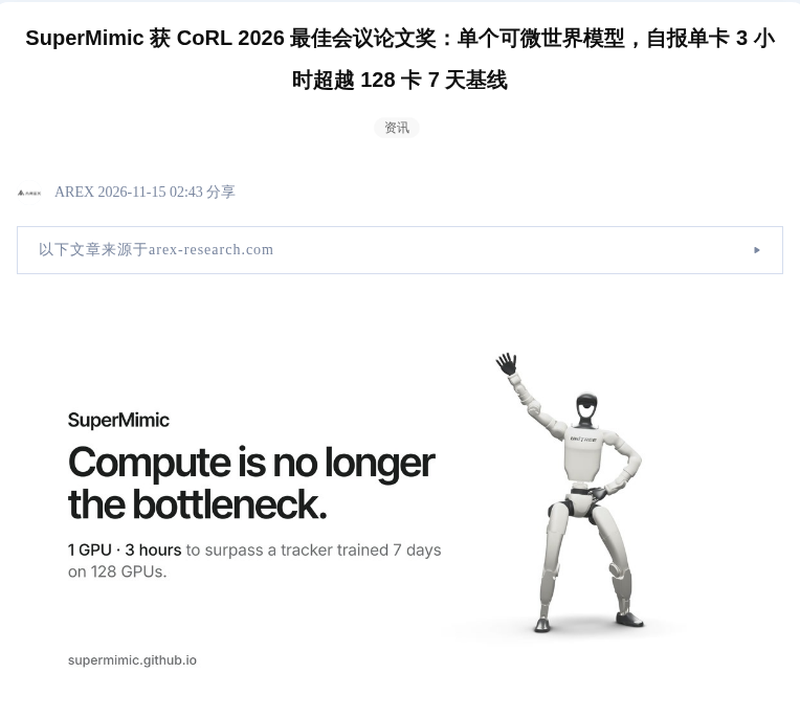 SuperMimic 获 CoRL 2026 最佳会议论文奖：单个可微世界模型，自报单卡 3 小
时超越 128 卡 7 天基线
资讯
AREX 2026-11-15 02:43 分享
以下文章来源于arex-research.com
SuperMimic
Compute is no longer
the bottleneck.
1 GPU · 3 hours to surpass a tracker trained 7 days
on 128 GPUs.
supermimic.github.io